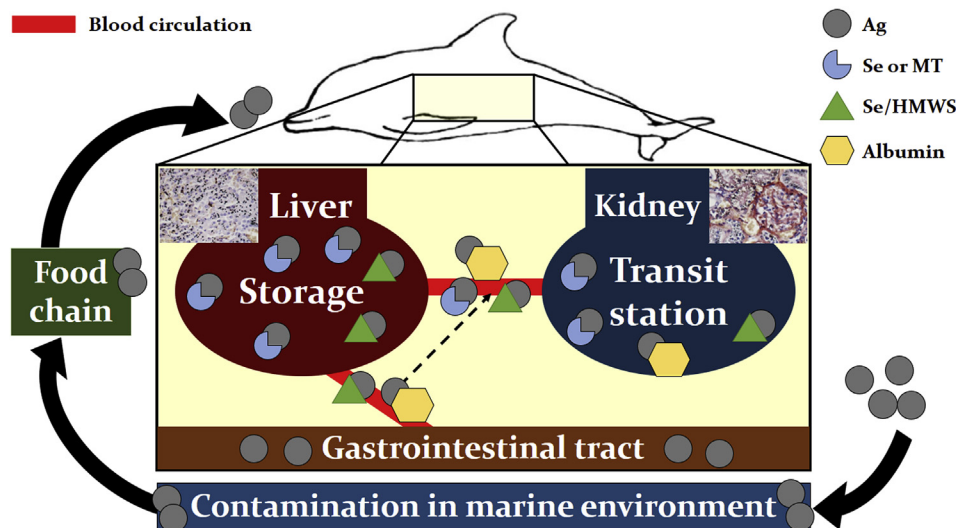 Blood circulation
Ag
Se or MT
Se/HMWS
Albumin
Liver
Kidney
Storage
Transit
station
Food
chain
Gastrointestinal tract
Contamination in marine environment